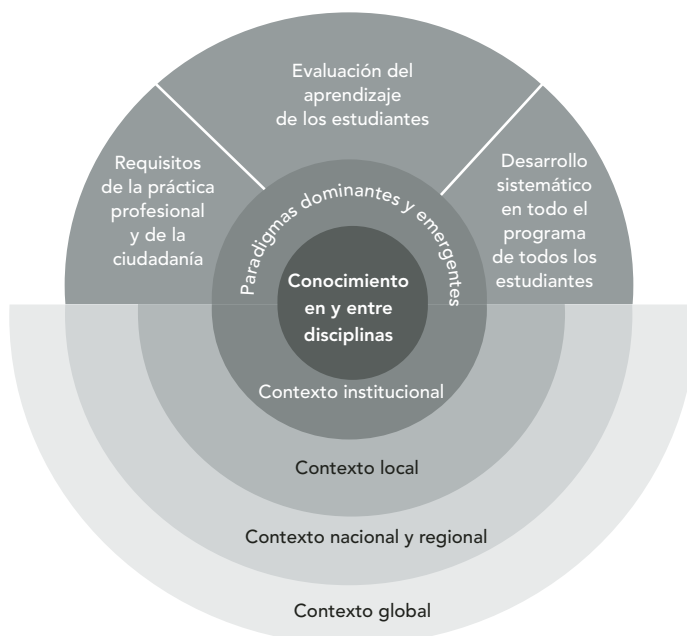 Evaluación del
aprendizaje
de los estudiantes
Requisitos
de la práctica
profesional
y de la
ciudadanía
Desarrollo
sistemático
en todo el
programa
de todos los
estudiantes
Paradigmas dominantes y emergentes
Conocimiento
en y entre
disciplinas
Contexto institucional
Contexto local
Contexto nacional y regional
Contexto global